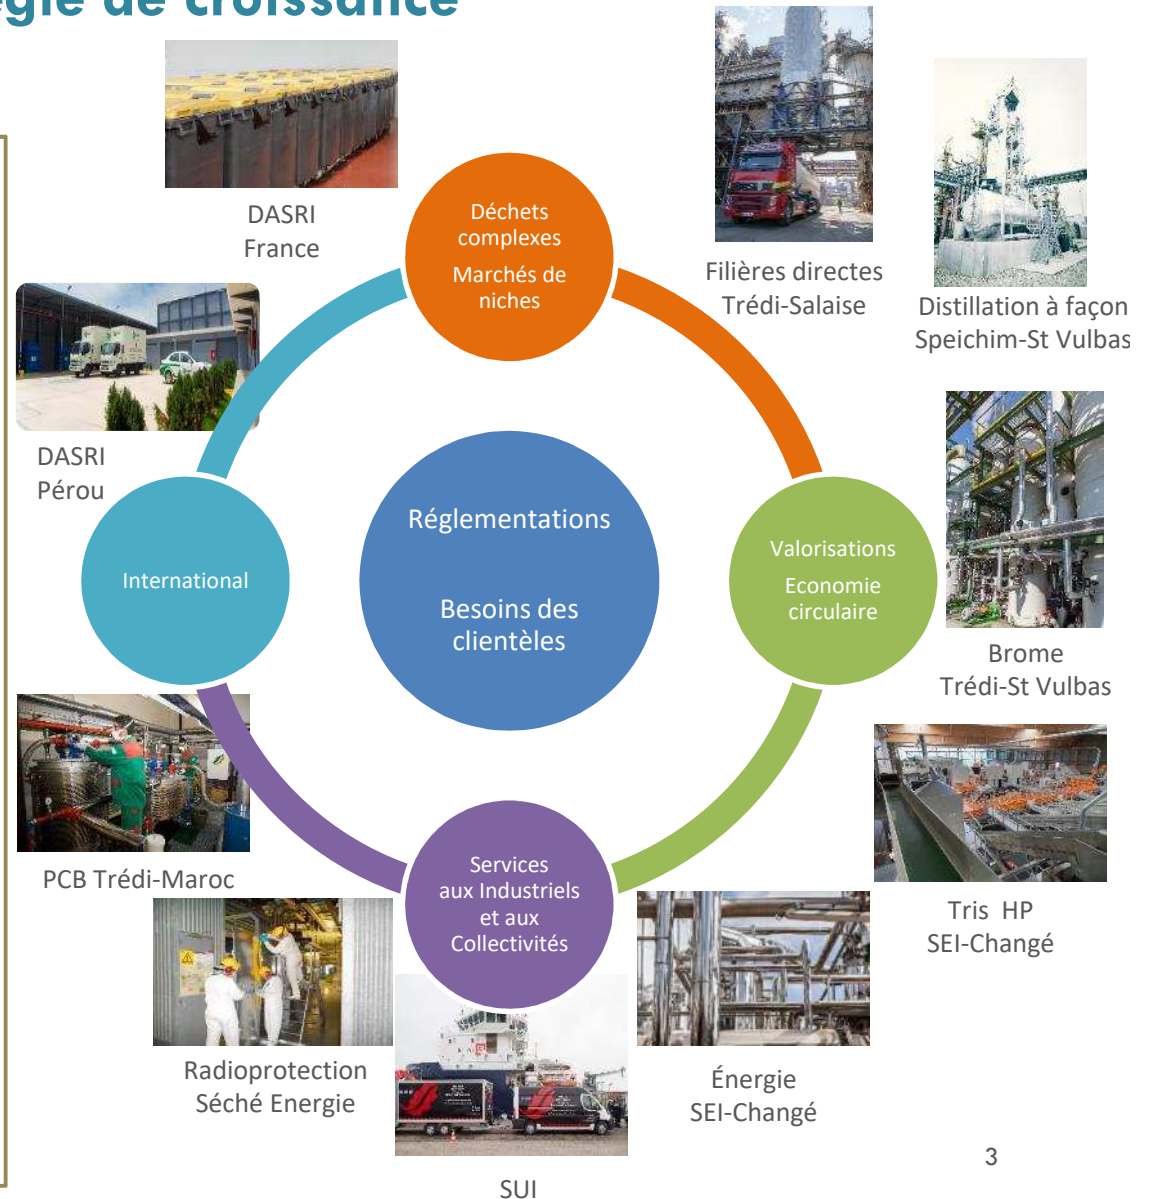 égie de croissance
DASRI
France
Déchets
complexes
Marchés de
niches
Filières directes
Trédi-Salaise
Distillation à façon
Speichim-St Vulbas
DASRI
Pérou
International
Réglementations
Besoins des
clientèles
Valorisations
Economie
circulaire
Brome
Trédi-St Vulbas
PCB Trédi-Maroc
Services
aux Industriels
et aux
Collectivités
Tris HP
SEI-Changé
Radioprotection
Séché Energie
Énergie
SEI-Changé
SUI
3